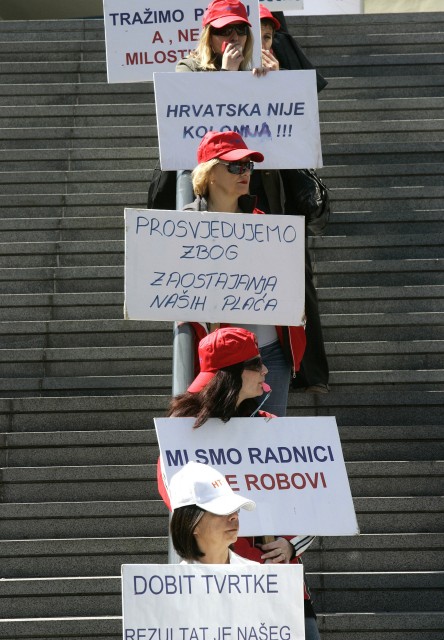 TRAŽIMO
A , NE
MILOST
HRVATSKA NIJE
KOLONIJA !!!
PROSVJEDUJEMO
ZBOG
ZAOSTAJANJA
NAŠIH PLAĆA
MI SMO RADNICI
ROBOVI
HT
DOBIT TVRTKE
REZULTAT JE NAŠEG